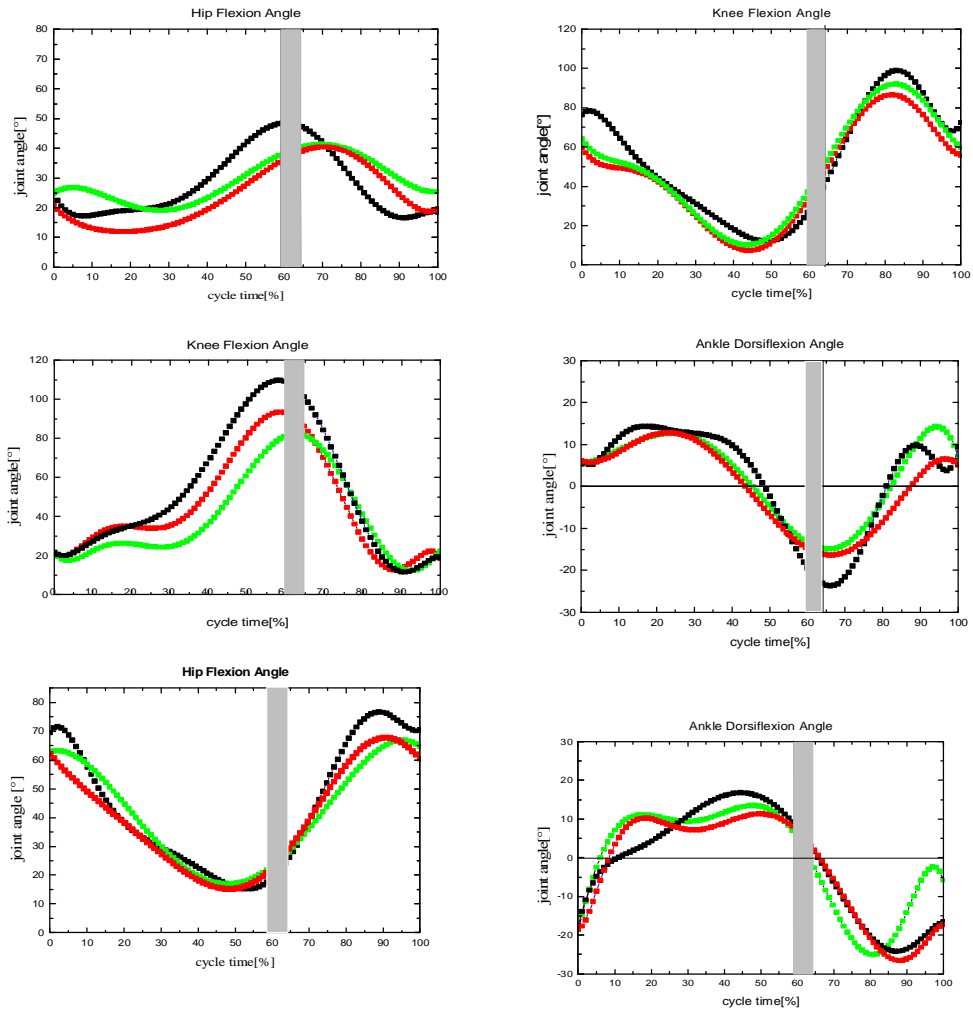 Hip Flexion Angle
80
70
60
50
40
30
20
10
0
joint angle[°]
0 10 20 30 40 50 60 70 80 90 100
cycle time[%]
Knee Flexion Angle
120
100
80
60
40
20
0
joint angle[°]
0 10 20 30 40 50 60 70 80 90 100
cycle time[%]
Knee Flexion Angle
120
100
80
60
40
20
0
joint angle[°]
0 10 20 30 40 50 60 70 80 90 100
cycle time[%]
Ankle Dorsiflexion Angle
30
20
10
0
-10
-20
-30
joint angle[°]
0 10 20 30 40 50 60 70 80 90 100
cycle time[%]
Hip Flexion Angle
80
70
60
50
40
30
20
10
0
joint angle [°]
0 10 20 30 40 50 60 70 80 90 100
cycle time[%]
Ankle Dorsiflexion Angle
30
20
10
0
-10
-20
-30
joint angle[°]
0 10 20 30 40 50 60 70 80 90 100
cycle time[%]